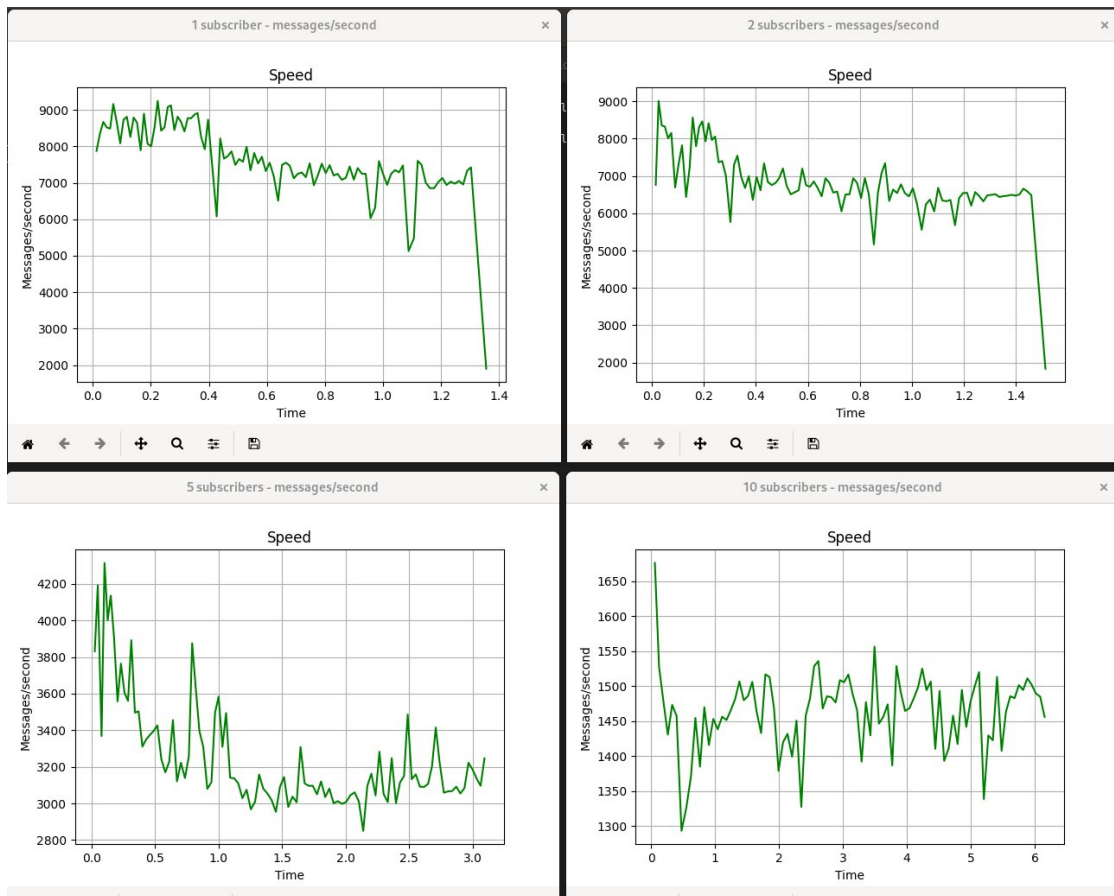 1 subscriber - messages/second ×
Speed
Messages/second
9000
8000
7000
6000
5000
4000
3000
2000
0.0 0.2 0.4 0.6 0.8 1.0 1.2 1.4
Time
2 subscribers - messages/second ×
Speed
Messages/second
9000
8000
7000
6000
5000
4000
3000
2000
0.0 0.2 0.4 0.6 0.8 1.0 1.2 1.4
Time
5 subscribers - messages/second ×
Speed
Messages/second
4200
4000
3800
3600
3400
3200
3000
2800
0.0 0.5 1.0 1.5 2.0 2.5 3.0
Time
10 subscribers - messages/second ×
Speed
Messages/second
1650
1600
1550
1500
1450
1400
1350
1300
0 1 2 3 4 5 6
Time